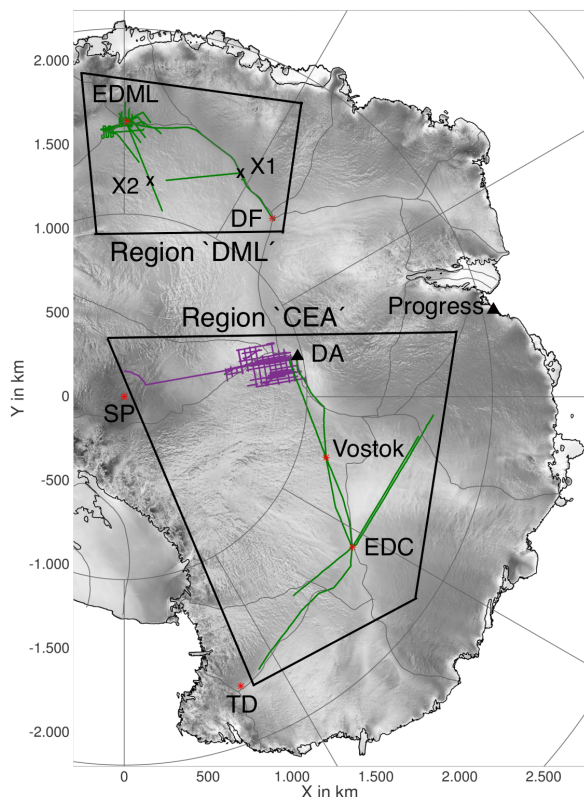 2.000
EDML
1.500
X1
X2
DF
1.000
Region `DML´
500
Progress
Region `CEA´
DA
0
SP
Vostok
-500
EDC
-1.000
-1.500
TD
-2.000
0 500 1.000 1.500 2.000 2.500
X in km
Y in km